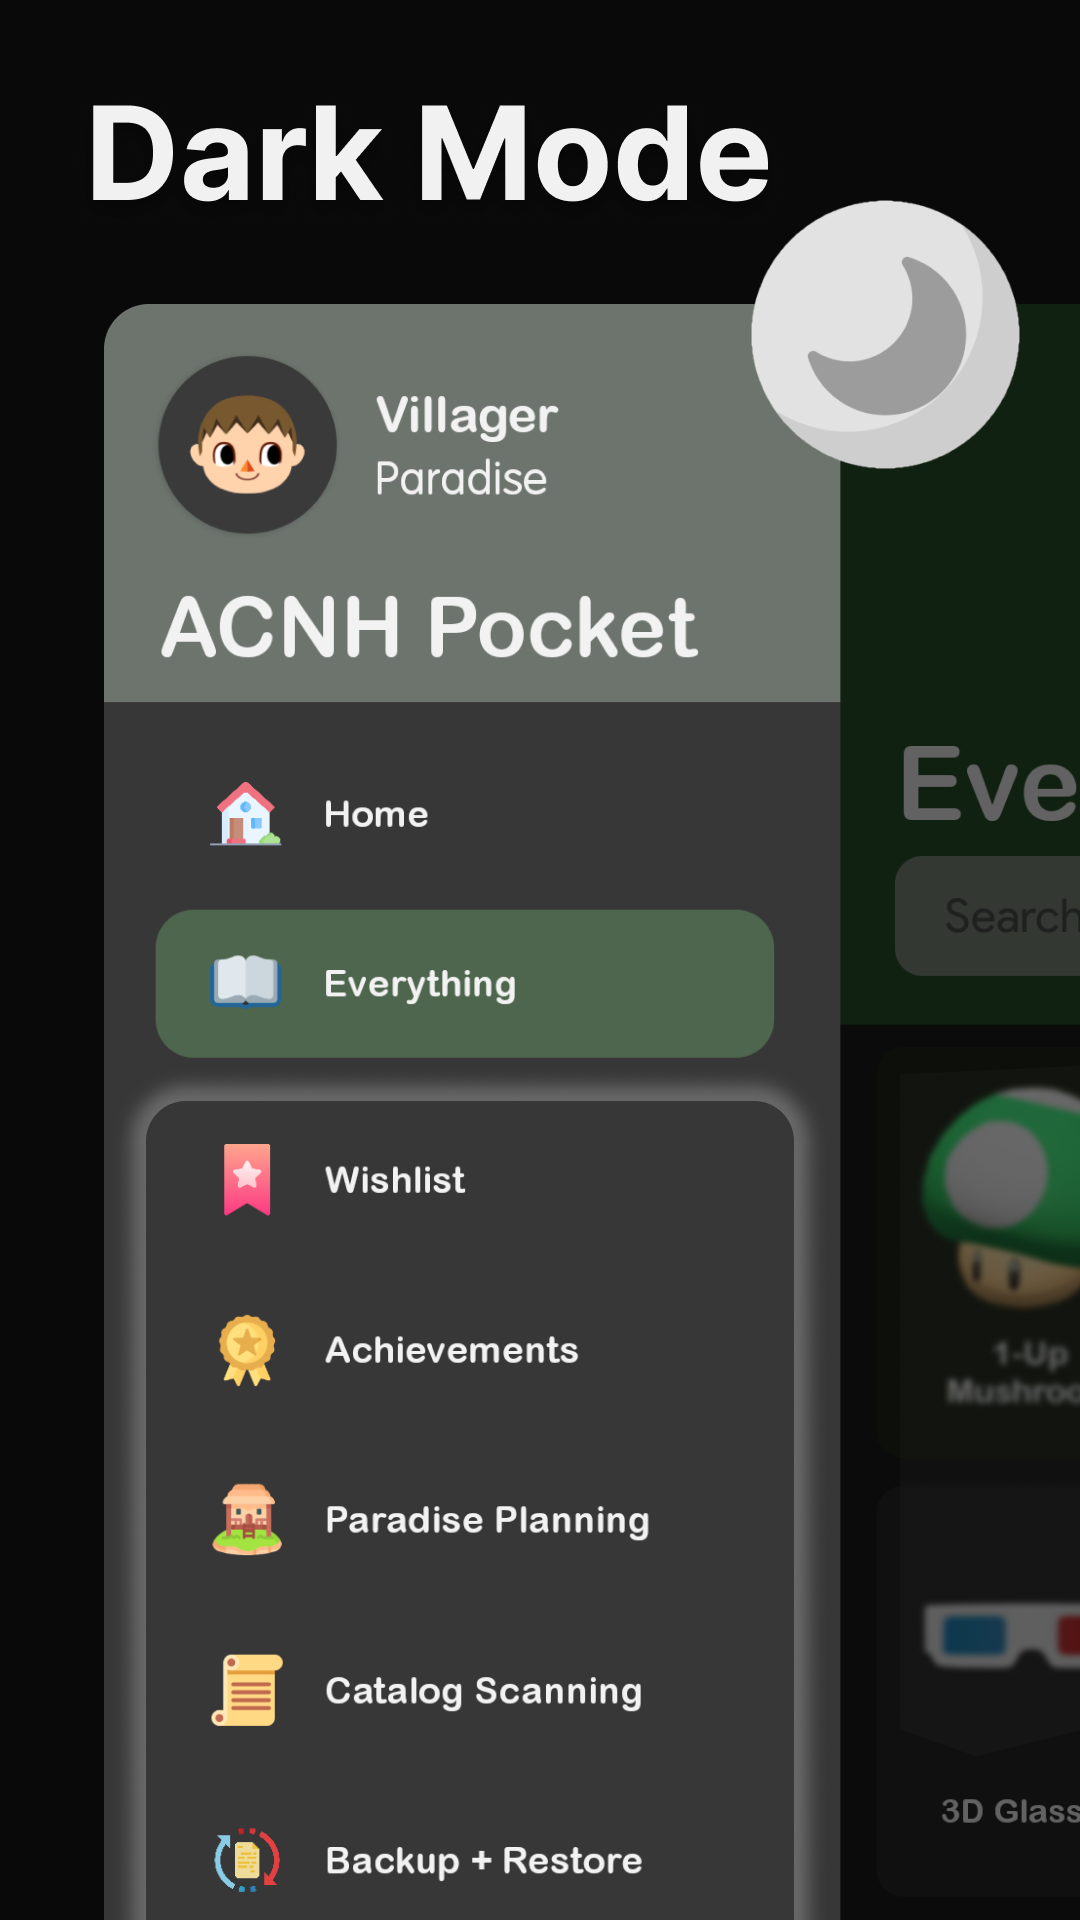 Dark Mode
Villager
Paradise
ACNH Pocket
Home
Everything
Wishlist
Achievements
Paradise Planning
Catalog Scanning
Backup + Restore
Eve
Search
1-Up
Mushroo
3D Glass